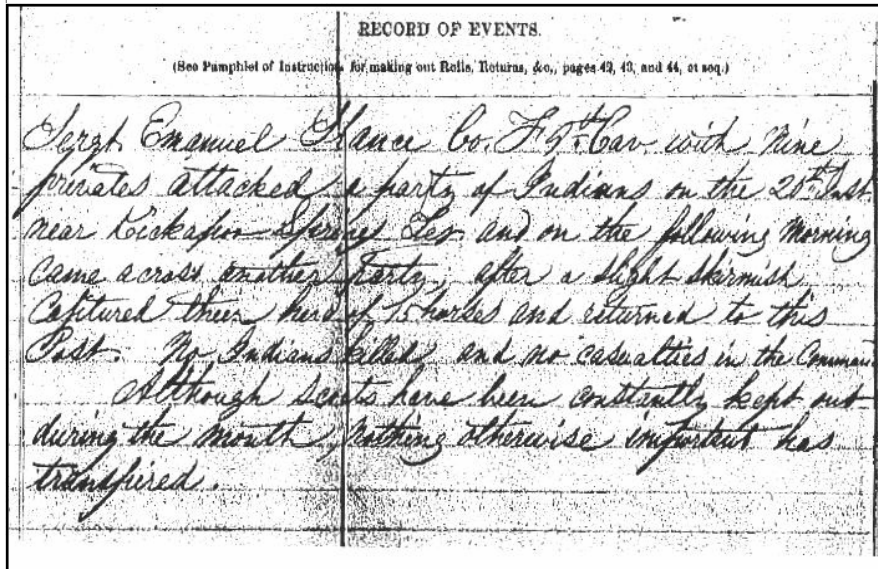 RECORD OF EVENTS.
(See Pamphlet of Instruction for making out Rolls, Returns, &c., pages 42, 43, and 44, et seq.)
Sergt. Emanuel Stance Co. F 9th Cav. with Nine
privates attacked a party of Indians on the 20th Inst
near Kickapoo Springs Tex and on the following Morning
came across another party, after a slight skirmish,
captured their herd of 15 horses and returned to this
Post. No Indians killed and no casualties in the Comman
Although scouts have been constantly kept out
during the month, nothing otherwise important has
transpired.